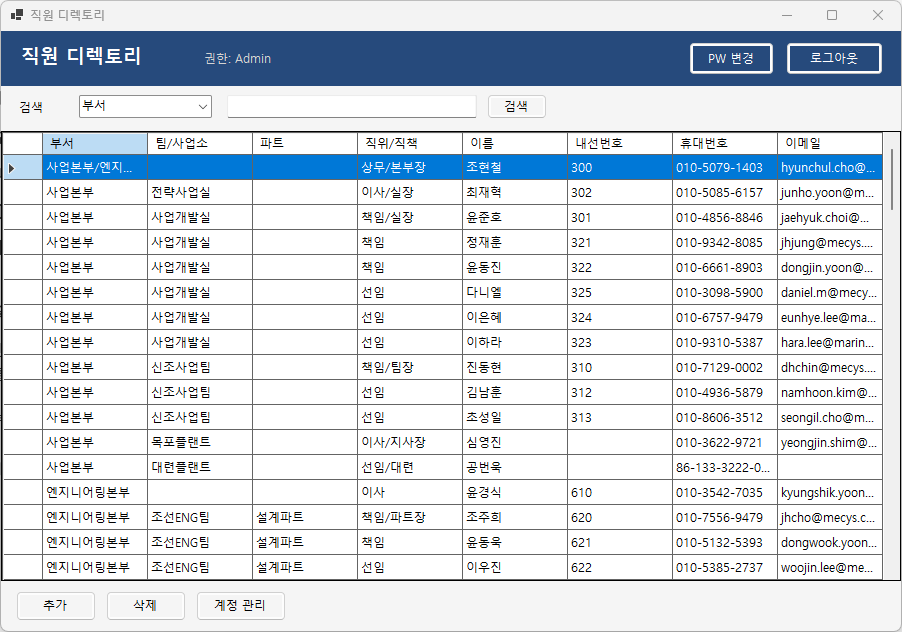 직원 디렉토리
직원 디렉토리 권한: Admin PW 변경 로그아웃
검색 부서 검색
부서 팀/사업소 파트 직위/직책 이름 내선번호 휴대번호 이메일
사업본부/엔지... 상무/본부장 조현철 300 010-5079-1403 hyunchul.cho@...
사업본부 전략사업실 이사/실장 최재혁 302 010-5085-6157 junho.yoon@m...
사업본부 사업개발실 책임/실장 윤준호 301 010-4856-8846 jaehyuk.choi@...
사업본부 사업개발실 책임 정재훈 321 010-9342-8085 jhjung@mecys....
사업본부 사업개발실 책임 윤동진 322 010-6661-8903 dongjin.yoon@...
사업본부 사업개발실 선임 다니엘 325 010-3098-5900 daniel.m@mecy...
사업본부 사업개발실 선임 이은혜 324 010-6757-9479 eunhye.lee@ma...
사업본부 사업개발실 선임 이하라 323 010-9310-5387 hara.lee@marin...
사업본부 신조사업팀 책임/팀장 진동현 310 010-7129-0002 dhchin@mecys....
사업본부 신조사업팀 선임 김남훈 312 010-4936-5879 namhoon.kim@...
사업본부 신조사업팀 선임 조성일 313 010-8606-3512 seongil.cho@m...
사업본부 목포플랜트 이사/지사장 심영진 010-3622-9721 yeongjin.shim@...
사업본부 대련플랜트 선임/대련 공번욱 86-133-3222-0...
엔지니어링본부 이사 윤경식 610 010-3542-7035 kyungshik.yoon...
엔지니어링본부 조선ENG팀 설계파트 책임/파트장 조주희 620 010-7556-9479 jhcho@mecys.c...
엔지니어링본부 조선ENG팀 설계파트 책임 윤동욱 621 010-5132-5393 dongwook.yoon...
엔지니어링본부 조선ENG팀 설계파트 선임 이우진 622 010-5385-2737 woojin.lee@me...
추가 삭제 계정 관리